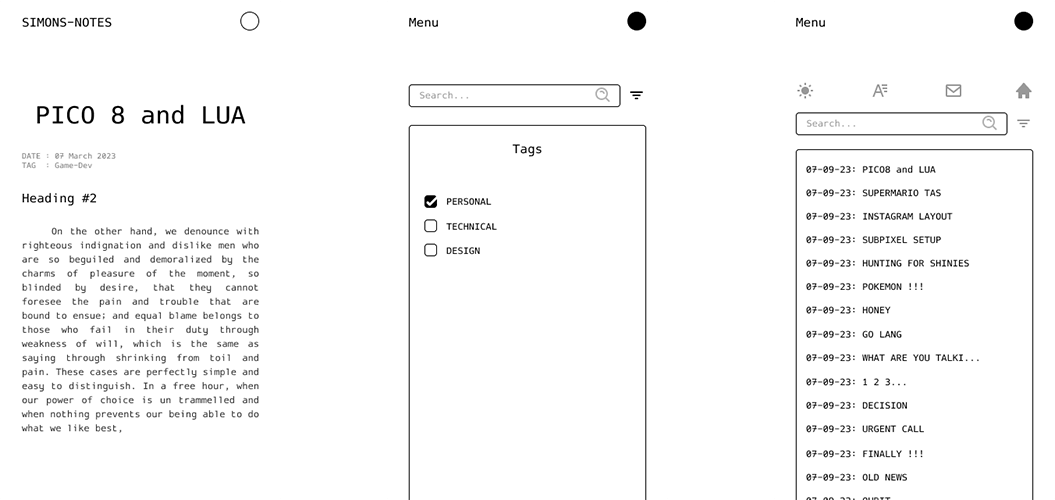 SIMONS-NOTES
PICO 8 and LUA
DATE : 07 March 2023
TAG : Game-Dev
Heading #2
On the other hand, we denounce with
righteous indignation and dislike men who
are so beguiled and demoralized by the
charms of pleasure of the moment, so
blinded by desire, that they cannot
foresee the pain and trouble that are
bound to ensue; and equal blame belongs to
those who fail in their duty through
weakness of will, which is the same as
saying through shrinking from toil and
pain. These cases are perfectly simple and
easy to distinguish. In a free hour, when
our power of choice is un trammelled and
when nothing prevents our being able to do
what we like best,
Menu
Search...
Tags
PERSONAL
TECHNICAL
DESIGN
Menu
A
Search...
07-09-23: PICO8 and LUA
07-09-23: SUPERMARIO TAS
07-09-23: INSTAGRAM LAYOUT
07-09-23: SUBPIXEL SETUP
07-09-23: HUNTING FOR SHINIES
07-09-23: POKEMON !!!
07-09-23: HONEY
07-09-23: GO LANG
07-09-23: WHAT ARE YOU TALKI...
07-09-23: 1 2 3...
07-09-23: DECISION
07-09-23: URGENT CALL
07-09-23: FINALLY !!!
07-09-23: OLD NEWS